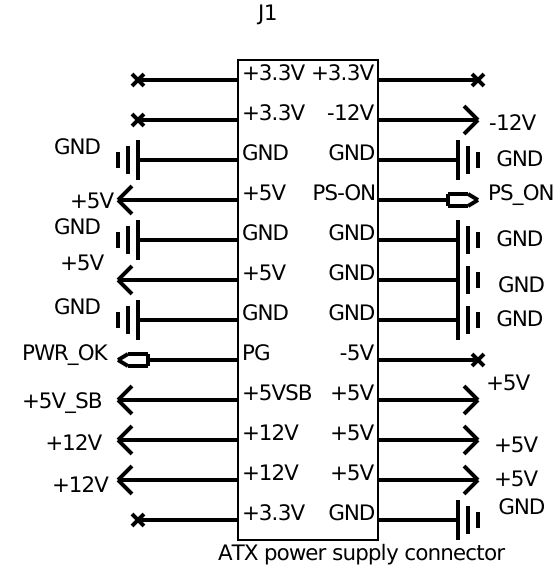 J1
+3.3V +3.3V
+3.3V -12V -12V
GND GND GND GND
+5V +5V PS-ON PS_ON
GND GND GND GND
+5V +5V GND GND
GND GND GND GND
PWR_OK PG -5V
+5V_SB +5VSB +5V +5V
+12V +12V +5V +5V
+12V +12V +5V +5V
+3.3V GND GND
ATX power supply connector